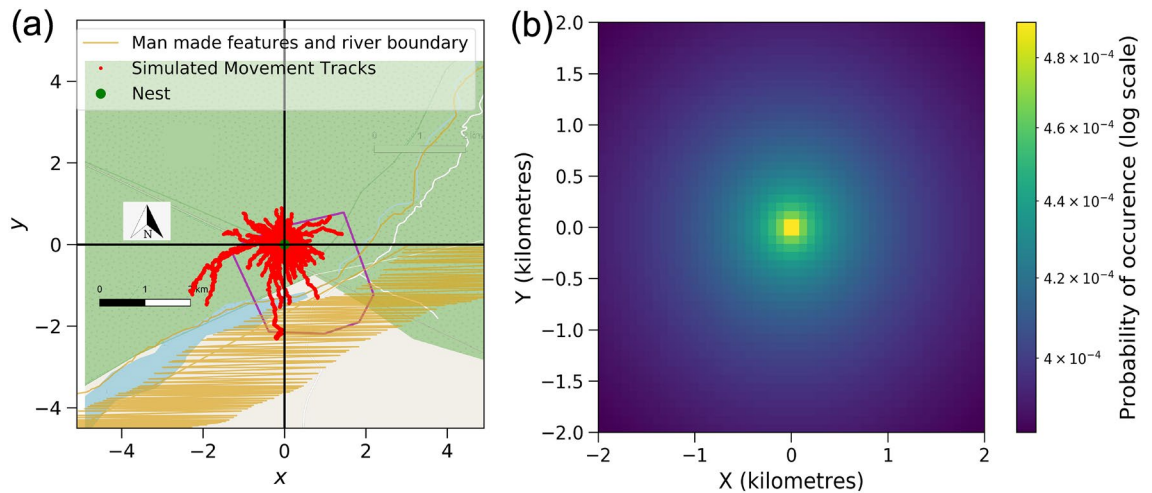 (a)
Man made features and river boundary
Simulated Movement Tracks
Nest
4
2
0
−2
−4
y
−4
−2
0
2
4
x
N
0
1
2
km
0
1
(b)
2.0
1.5
1.0
0.5
0.0
−0.5
−1.0
−1.5
−2.0
Y (kilometres)
−2
−1
0
1
2
X (kilometres)
4.8 × 10⁻⁴
4.6 × 10⁻⁴
4.4 × 10⁻⁴
4.2 × 10⁻⁴
4 × 10⁻⁴
Probability of occurence (log scale)